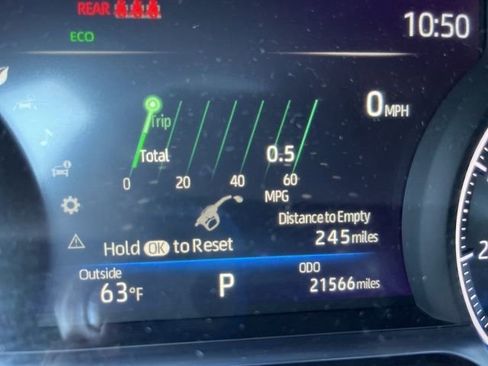 REAR
ECO
10:50
Trip
0 MPH
Total
0.5
0 20 40 60
MPG
Distance to Empty
245 miles
Hold OK to Reset
Outside
63°F
P
ODO
21566 miles
2